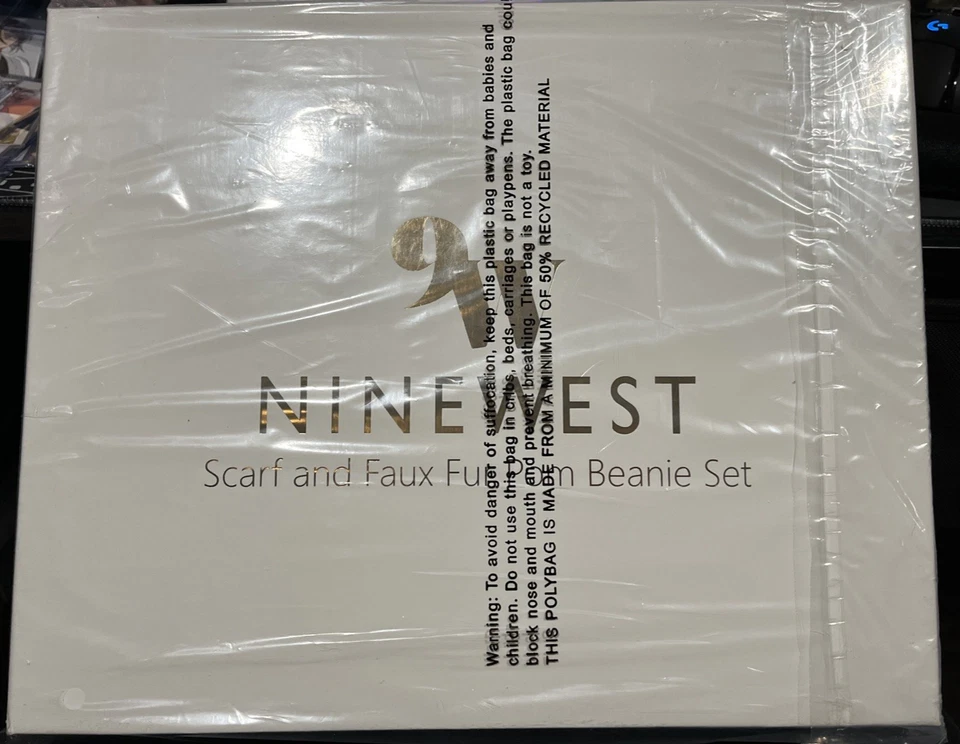 9W
NINE WEST
Scarf and Faux Fur Pom Beanie Set
Warning: To avoid danger of suffocation, keep this plastic bag away from babies and
children. Do not use this bag in cribs, beds, carriages or playpens. The plastic bag
block nose and mouth and prevent breathing. This bag is not a toy.
THIS POLYBAG IS MADE FROM A MINIMUM OF 50% RECYCLED MATERIAL